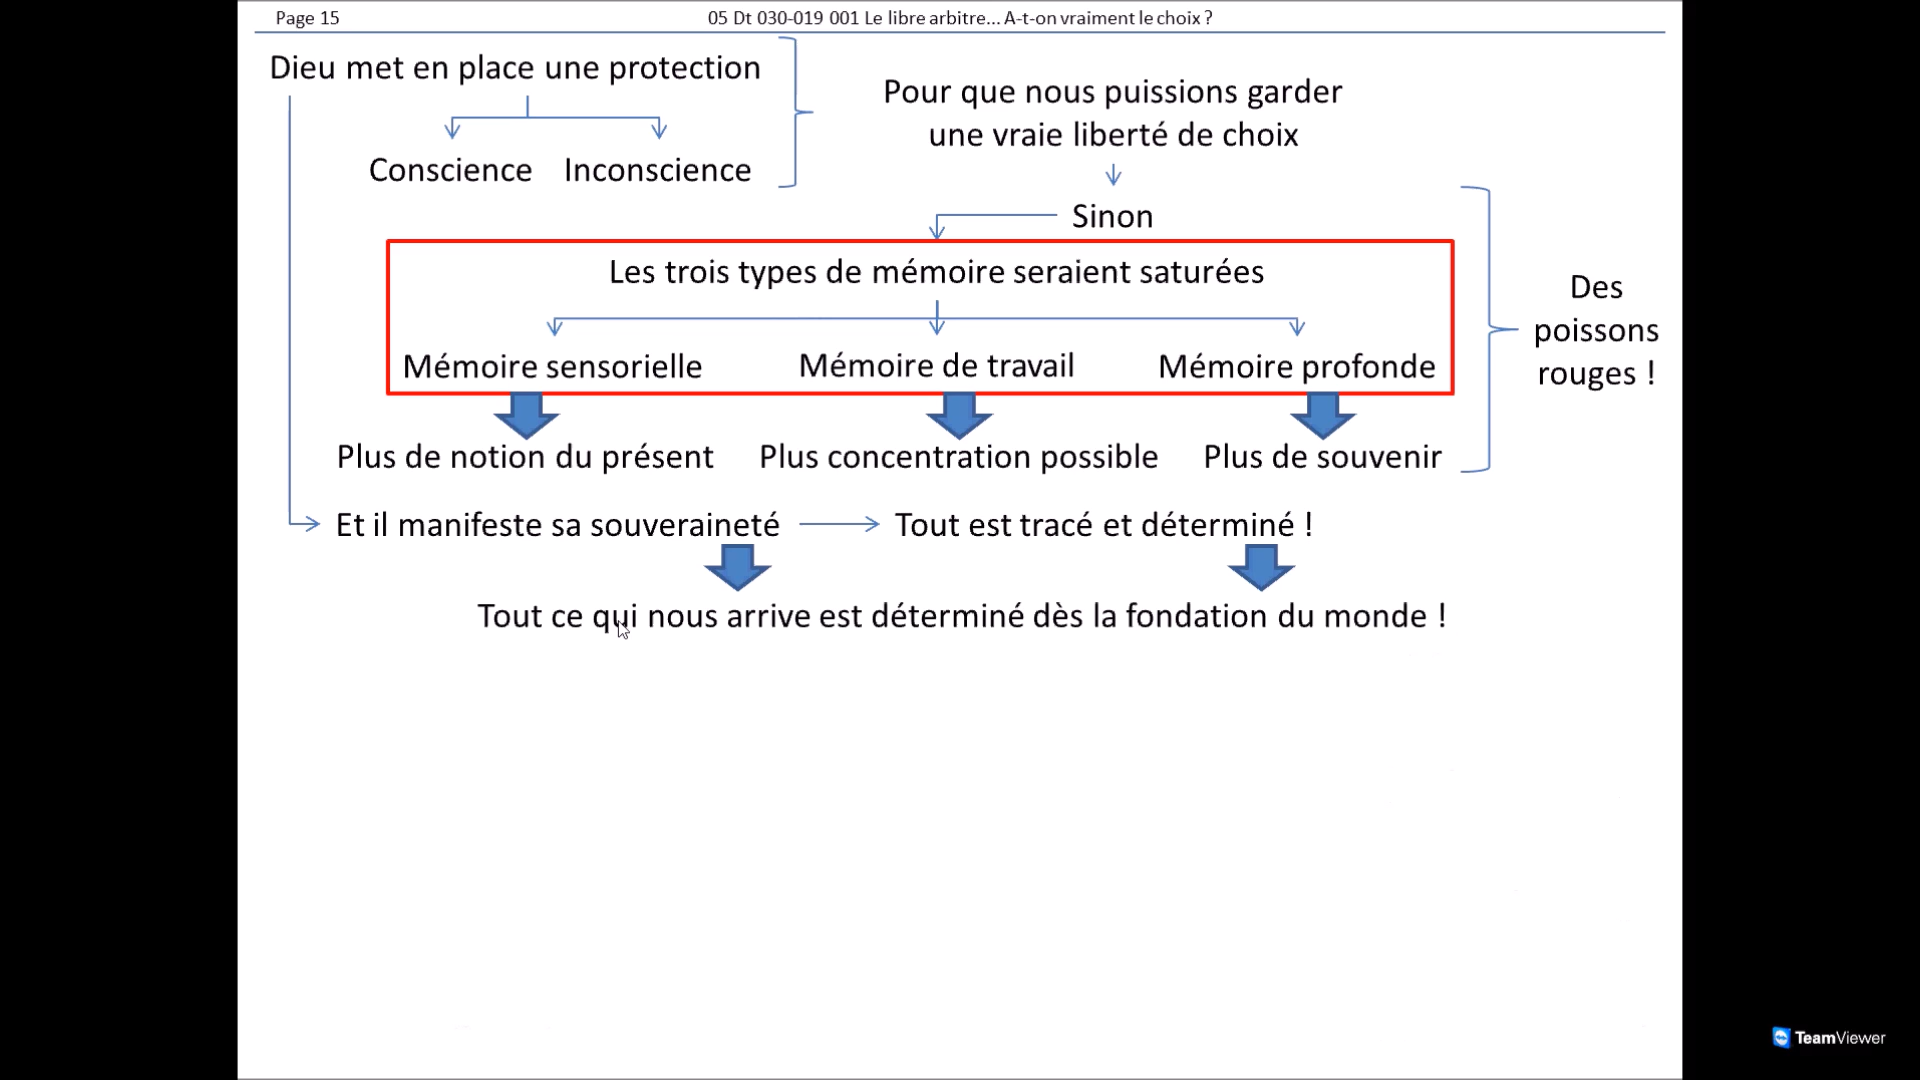 Page 15
05 Dt 030-019 001 Le libre arbitre... A-t-on vraiment le choix ?
Dieu met en place une protection
Conscience
Inconscience
Pour que nous puissions garder
une vraie liberté de choix
Sinon
Les trois types de mémoire seraient saturées
Mémoire sensorielle
Mémoire de travail
Mémoire profonde
Des
poissons
rouges !
Plus de notion du présent
Plus concentration possible
Plus de souvenir
Et il manifeste sa souveraineté
Tout est tracé et déterminé !
Tout ce qui nous arrive est déterminé dès la fondation du monde !
TeamViewer